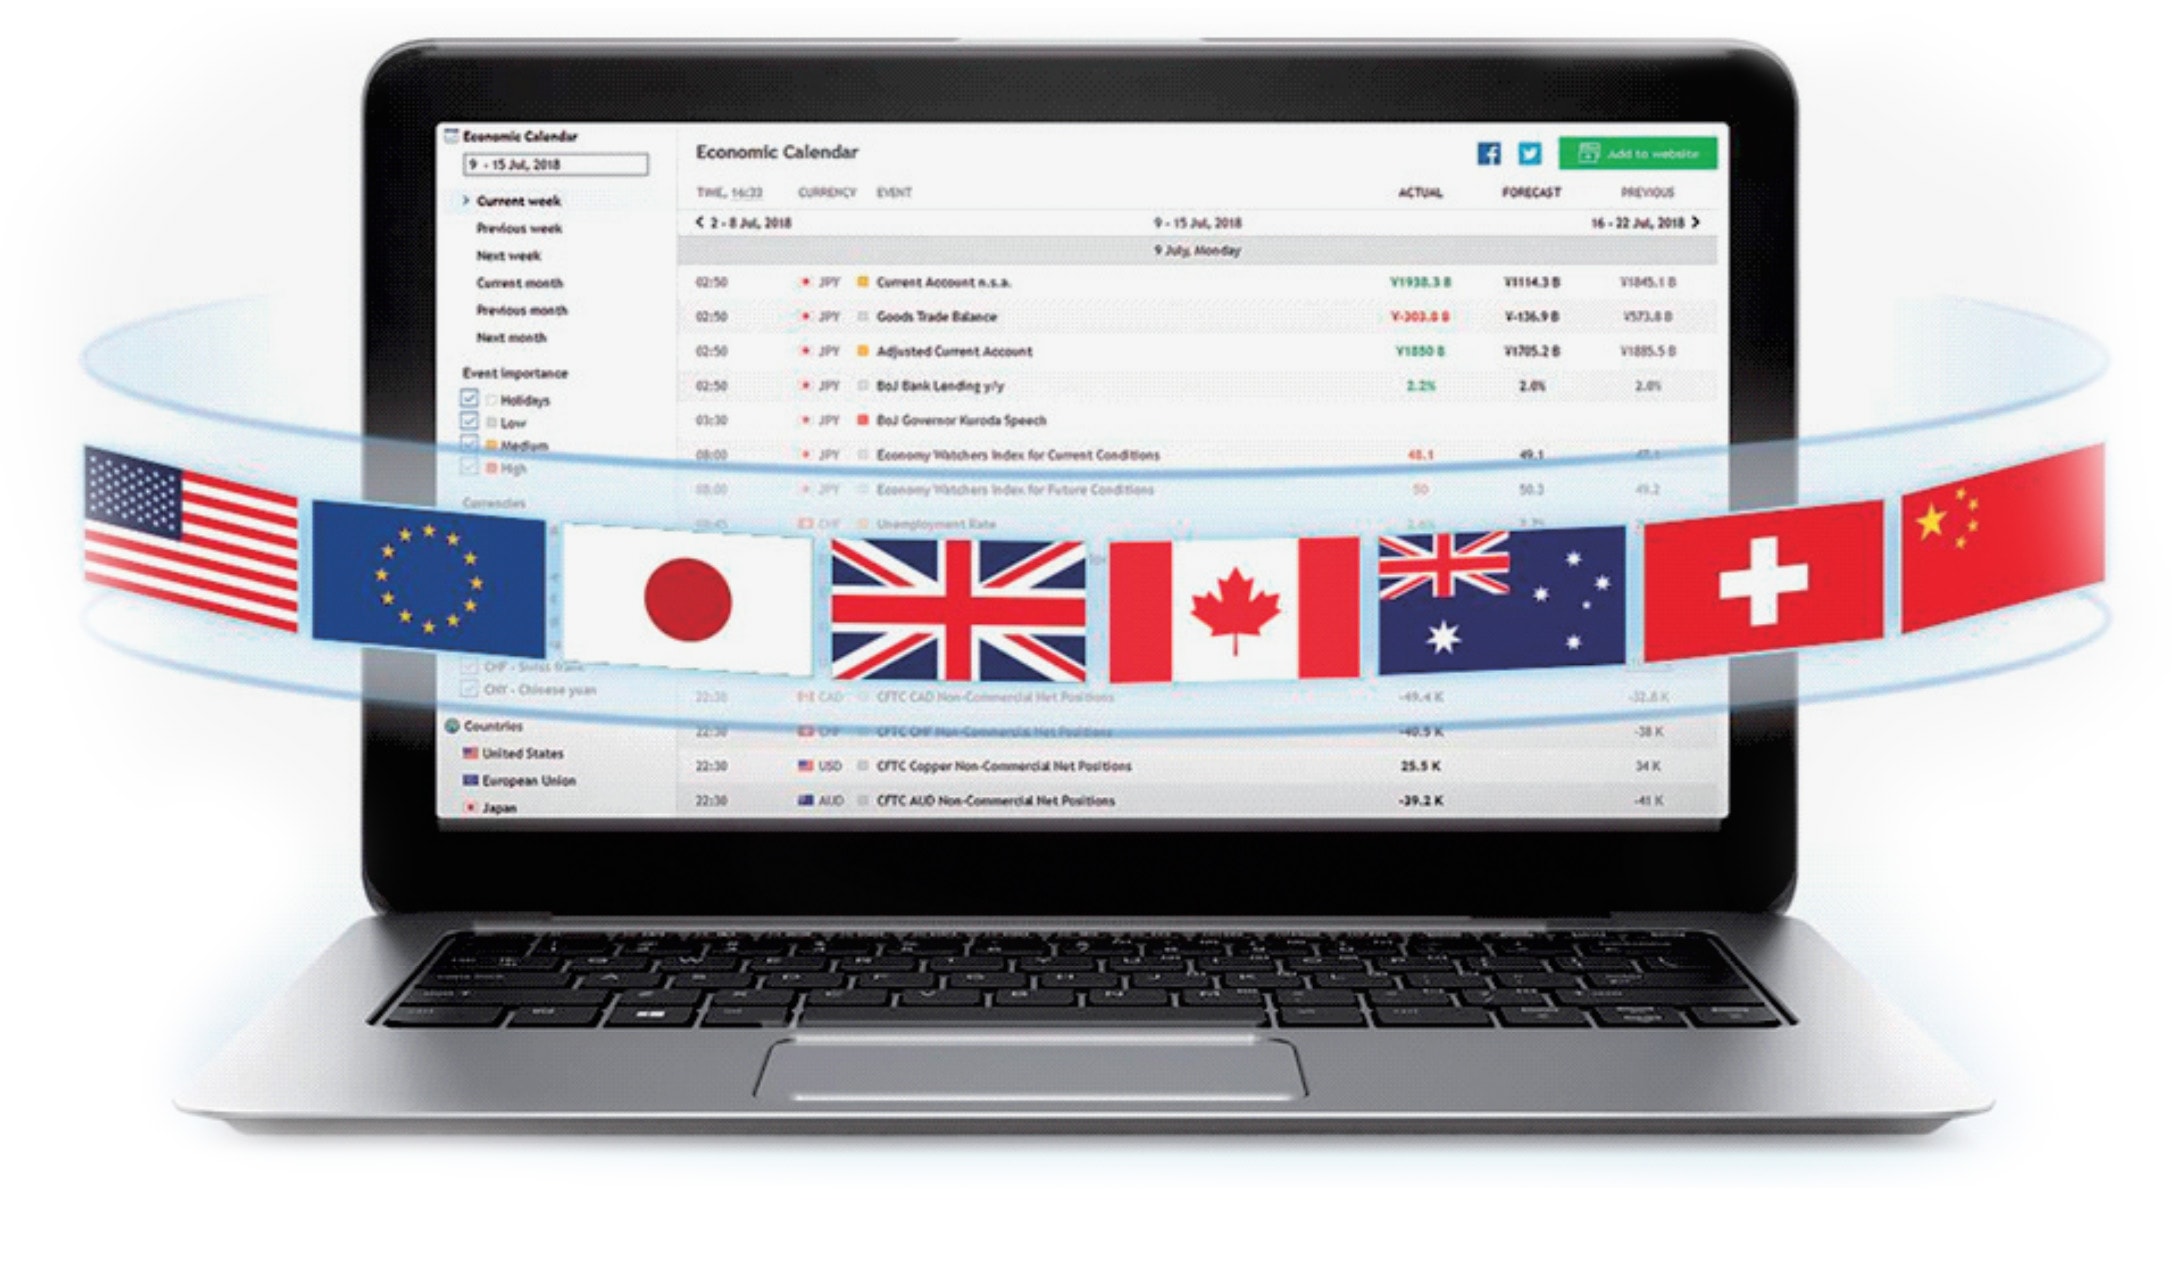 Economic Calendar
9 - 15 Jul, 2018
Current week
Previous week
Next week
Current month
Previous month
Next month
Event importance
Holidays
Low
Medium
High
Currencies
CHF - Swiss franc
CNY - Chinese yuan
Countries
United States
European Union
Japan
Economic Calendar
Add to website
TIME, 16:33 CURRENCY EVENT ACTUAL FORECAST PREVIOUS
2 - 8 Jul, 2018 9 - 15 Jul, 2018 16 - 22 Jul, 2018
9 July, Monday
02:50 JPY Current Account n.s.a. ¥1938.3 B ¥1114.3 B ¥1845.1 B
02:50 JPY Goods Trade Balance ¥-303.8 B ¥-136.9 B ¥573.8 B
02:50 JPY Adjusted Current Account ¥1850 B ¥1705.2 B ¥1885.5 B
02:50 JPY BoJ Bank Lending y/y 2.2% 2.0% 2.0%
03:30 JPY BoJ Governor Kuroda Speech
08:00 JPY Economy Watchers Index for Current Conditions 48.1 49.1
08:00 JPY Economy Watchers Index for Future Conditions 50 50.3 49.2
08:45 CHF Unemployment Rate
22:30 CAD CFTC CAD Non-Commercial Net Positions -49.4 K -32.8 K
22:30 CHF CFTC CHF Non-Commercial Net Positions -40.5 K -38 K
22:30 USD CFTC Copper Non-Commercial Net Positions 25.5 K 34 K
22:30 AUD CFTC AUD Non-Commercial Net Positions -39.2 K -41 K